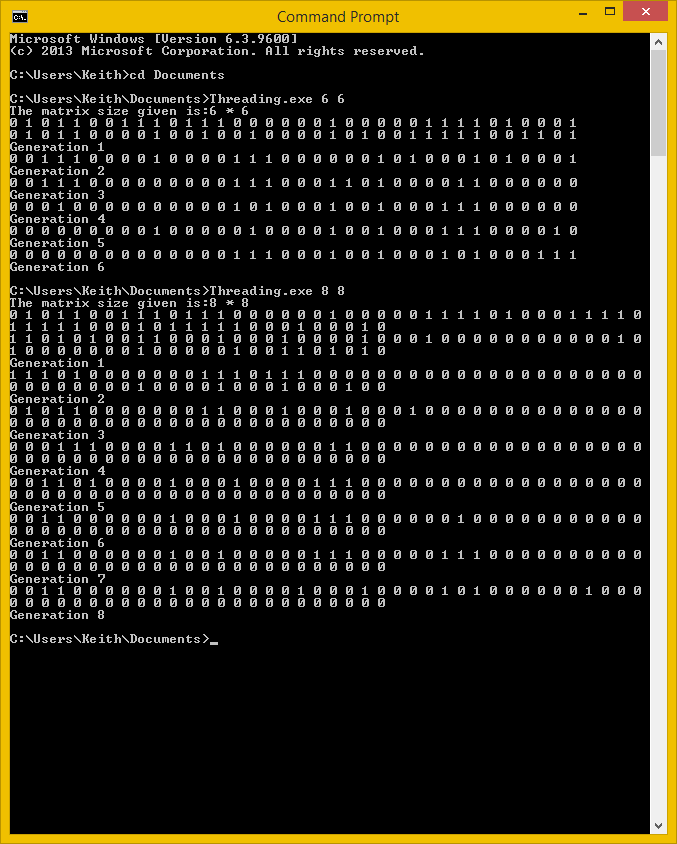 Command Prompt
Microsoft Windows [Version 6.3.9600]
(c) 2013 Microsoft Corporation. All rights reserved.
C:\Users\Keith>cd Documents
C:\Users\Keith\Documents>Threading.exe 6 6
The matrix size given is:6 * 6
0 1 0 1 1 0 0 1 1 1 0 1 1 1 0 0 0 0 0 0 1 0 0 0 0 0 1 1 1 1 0 1 0 0 0 1
0 1 0 1 1 0 0 0 0 1 0 0 1 0 0 1 0 0 0 0 1 0 1 0 0 1 1 1 1 1 0 0 1 1 0 1
Generation 1
0 0 1 1 1 0 0 0 0 1 0 0 0 0 1 1 1 0 0 0 0 0 0 1 0 1 0 0 0 1 0 1 0 0 0 1
Generation 2
0 0 1 1 1 0 0 0 0 0 0 0 0 0 1 1 1 0 0 0 1 1 0 1 0 0 0 0 1 1 0 0 0 0 0 0
Generation 3
0 0 0 1 0 0 0 0 0 0 0 0 0 0 1 0 1 0 0 0 1 0 0 1 0 0 0 1 1 1 0 0 0 0 0 0
Generation 4
0 0 0 0 0 0 0 0 0 1 0 0 0 0 0 1 0 0 0 0 1 0 0 1 0 0 0 1 1 1 0 0 0 0 1 0
Generation 5
0 0 0 0 0 0 0 0 0 0 0 0 0 0 1 1 1 0 0 0 1 0 0 1 0 0 0 1 0 1 0 0 0 1 1 1
Generation 6
C:\Users\Keith\Documents>Threading.exe 8 8
The matrix size given is:8 * 8
0 1 0 1 1 0 0 1 1 1 0 1 1 1 0 0 0 0 0 0 1 0 0 0 0 0 1 1 1 1 0 1 0 0 0 1 1 1 1 0
1 1 1 1 1 0 0 0 1 0 1 1 1 1 1 0 0 0 1 0 0 0 1 0
1 1 0 1 0 1 0 0 1 1 0 0 0 1 0 0 0 1 0 0 0 0 1 0 0 0 1 0 0 0 0 0 0 0 0 0 0 0 1 0
1 0 0 0 0 0 0 0 1 0 0 0 0 0 1 0 0 1 1 0 1 0 1 0
Generation 1
1 1 1 0 1 0 0 0 0 0 0 0 1 1 1 0 1 1 1 0 0 0 0 0 0 0 0 0 0 0 0 0 0 0 0 0 0 0 0 0
0 0 0 0 0 0 0 0 1 0 0 0 0 1 0 0 0 1 0 0 0 1 0 0
Generation 2
0 1 0 1 1 0 0 0 0 0 0 0 1 1 0 0 0 1 0 0 0 1 0 0 0 1 0 0 0 0 0 0 0 0 0 0 0 0 0 0
0 0 0 0 0 0 0 0 0 0 0 0 0 0 0 0 0 0 0 0 0 0 0 0
Generation 3
0 0 0 1 1 1 0 0 0 0 1 1 0 1 0 0 0 0 0 0 1 1 0 0 0 0 0 0 0 0 0 0 0 0 0 0 0 0 0 0
0 0 0 0 0 0 0 0 0 0 0 0 0 0 0 0 0 0 0 0 0 0 0 0
Generation 4
0 0 1 1 0 1 0 0 0 0 1 0 0 0 1 0 0 0 0 1 1 1 0 0 0 0 0 0 0 0 0 0 0 0 0 0 0 0 0 0
0 0 0 0 0 0 0 0 0 0 0 0 0 0 0 0 0 0 0 0 0 0 0 0
Generation 5
0 0 1 1 0 0 0 0 0 0 1 0 0 0 1 0 0 0 0 1 1 1 0 0 0 0 0 0 1 0 0 0 0 0 0 0 0 0 0 0
0 0 0 0 0 0 0 0 0 0 0 0 0 0 0 0 0 0 0 0 0 0 0 0
Generation 6
0 0 1 1 0 0 0 0 0 0 1 0 0 1 0 0 0 0 0 1 1 1 0 0 0 0 0 1 1 1 0 0 0 0 0 0 0 0 0 0
0 0 0 0 0 0 0 0 0 0 0 0 0 0 0 0 0 0 0 0 0 0 0 0
Generation 7
0 0 1 1 0 0 0 0 0 0 1 0 0 1 0 0 0 0 1 0 0 0 1 0 0 0 0 1 0 1 0 0 0 0 0 0 1 0 0 0
0 0 0 0 0 0 0 0 0 0 0 0 0 0 0 0 0 0 0 0 0 0 0 0
Generation 8
C:\Users\Keith\Documents>_